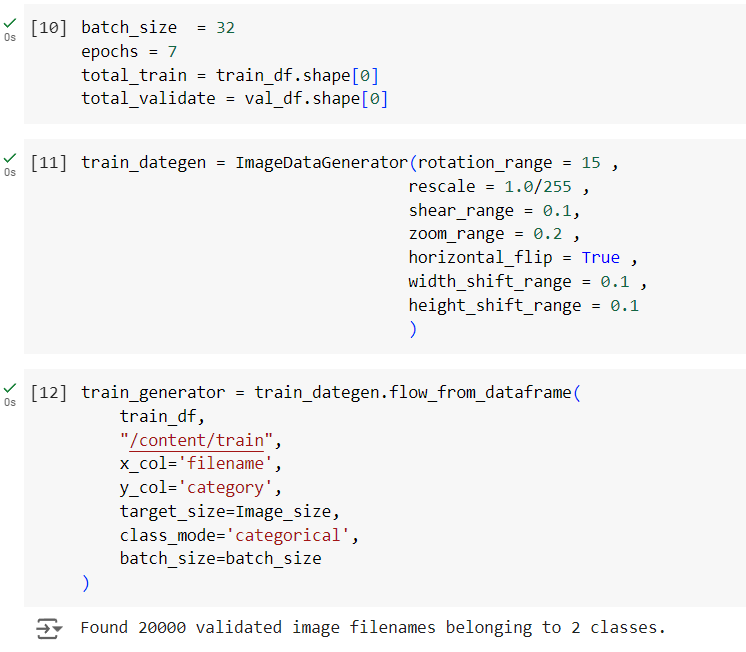 0s
[10] batch_size  = 32
epochs = 7
total_train = train_df.shape[0]
total_validate = val_df.shape[0]
0s
[11] train_dategen = ImageDataGenerator(rotation_range = 15 ,
rescale = 1.0/255 ,
shear_range = 0.1,
zoom_range = 0.2 ,
horizontal_flip = True ,
width_shift_range = 0.1 ,
height_shift_range = 0.1
)
0s
[12] train_generator = train_dategen.flow_from_dataframe(
train_df,
"/content/train",
x_col='filename',
y_col='category',
target_size=Image_size,
class_mode='categorical',
batch_size=batch_size
)
Found 20000 validated image filenames belonging to 2 classes.